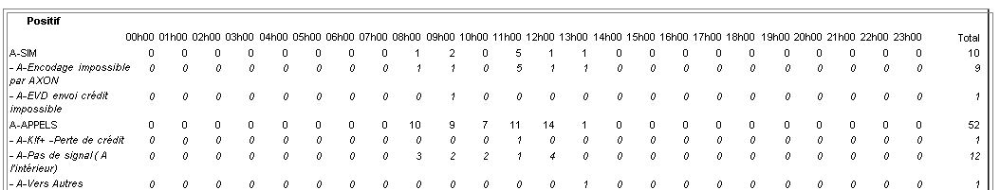 Positif
00h00 01h00 02h00 03h00 04h00 05h00 06h00 07h00 08h00 09h00 10h00 11h00 12h00 13h00 14h00 15h00 16h00 17h00 18h00 19h00 20h00 21h00 22h00 23h00 Total
A-SIM 0 0 0 0 0 0 0 0 1 2 0 5 1 1 0 0 0 0 0 0 0 0 0 0 10
- A-Encodage impossible 0 0 0 0 0 0 0 0 1 1 0 5 1 1 0 0 0 0 0 0 0 0 0 0 9
par AXON
- A-EVD envoi crédit 0 0 0 0 0 0 0 0 0 1 0 0 0 0 0 0 0 0 0 0 0 0 0 0 1
impossible
A-APPELS 0 0 0 0 0 0 0 0 10 9 7 11 14 1 0 0 0 0 0 0 0 0 0 0 52
- A-Klf+ -Perte de crédit 0 0 0 0 0 0 0 0 0 0 0 1 0 0 0 0 0 0 0 0 0 0 0 0 1
- A-Pas de signal ( A 0 0 0 0 0 0 0 0 3 2 2 1 4 0 0 0 0 0 0 0 0 0 0 0 12
l'intérieur)
- A-Vers Autres 0 0 0 0 0 0 0 0 0 0 0 0 0 1 0 0 0 0 0 0 0 0 0 0 1